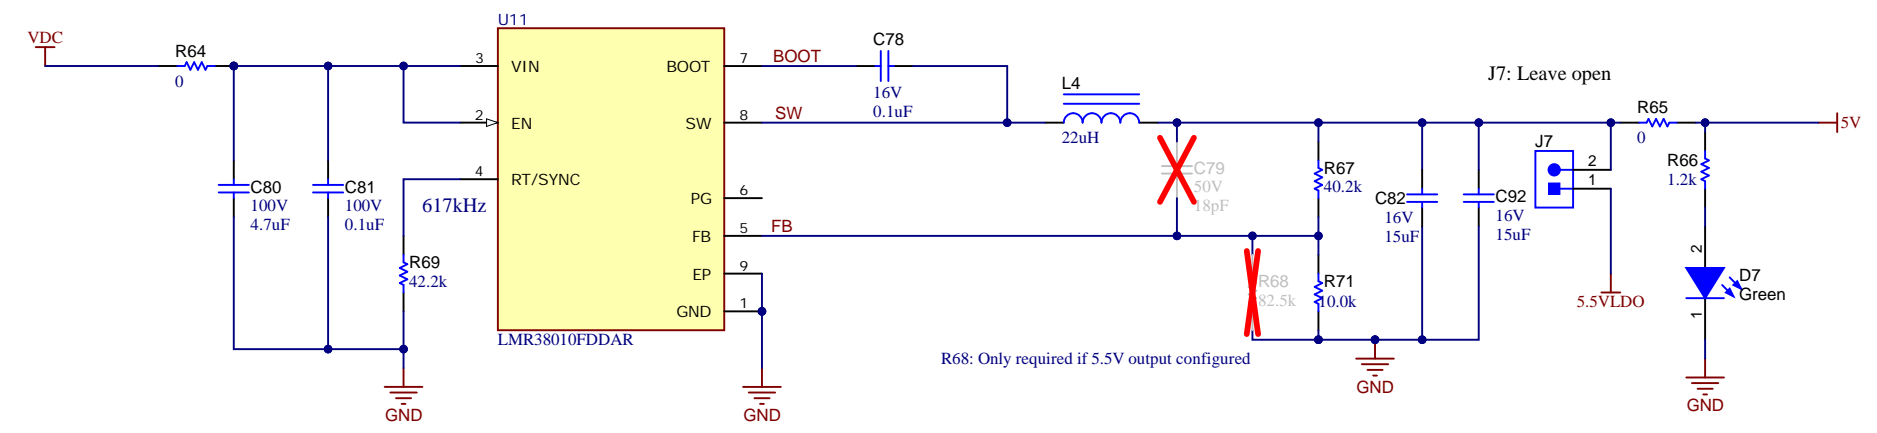 U11
VDC
R64
0
3
VIN
2
EN
4
RT/SYNC
617kHz
C80
100V
4.7uF
C81
100V
0.1uF
R69
42.2k
GND
BOOT
7
BOOT
SW
8
SW
PG
6
FB
5
FB
EP
9
GND
1
LMR38010FDDAR
GND
C78
16V
0.1uF
L4
22uH
C79
50V
18pF
R68
82.5k
R67
40.2k
R71
10.0k
R68: Only required if 5.5V output configured
C82
16V
15uF
C92
16V
15uF
GND
J7: Leave open
J7
2
1
5.5VLDO
R65
0
5V
R66
1.2k
2
D7
Green
1
GND